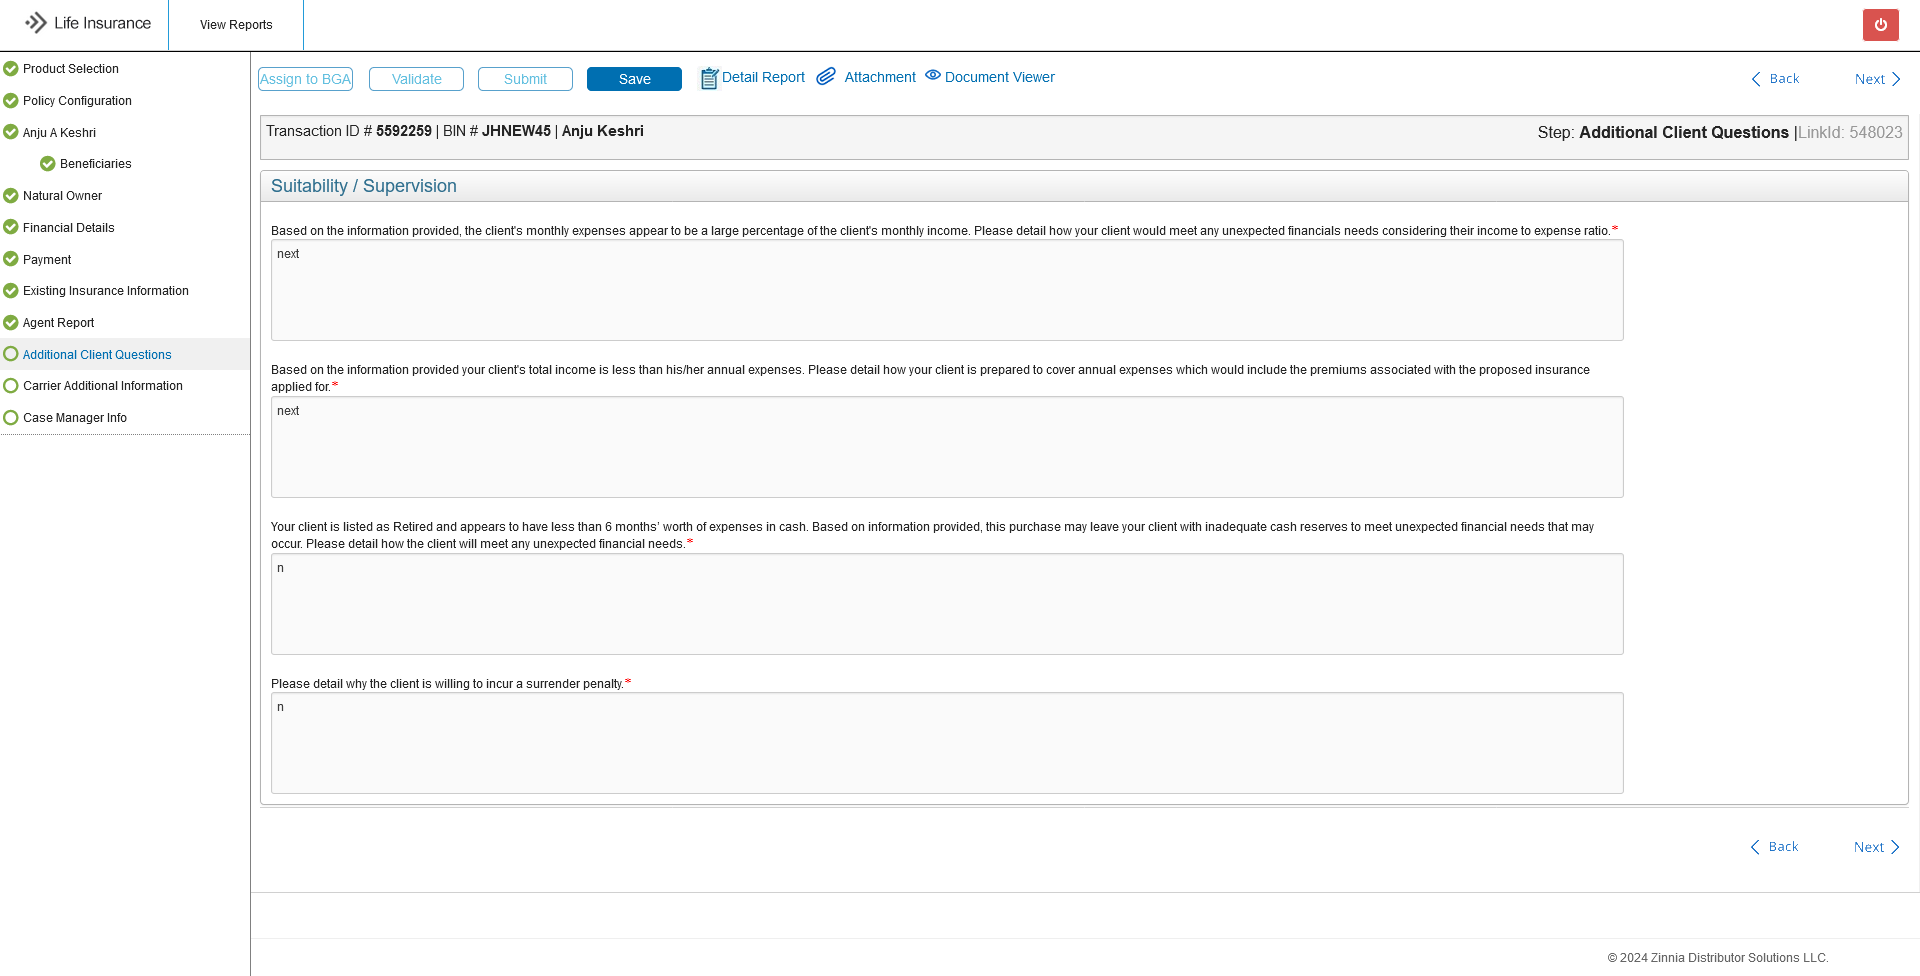 Life Insurance
View Reports
Product Selection
Policy Configuration
Anju A Keshri
Beneficiaries
Natural Owner
Financial Details
Payment
Existing Insurance Information
Agent Report
Additional Client Questions
Carrier Additional Information
Case Manager Info
Assign to BGA
Validate
Submit
Save
Detail Report
Attachment
Document Viewer
Back
Next
Transaction ID # 5592259 | BIN # JHNEW45 | Anju Keshri
Step: Additional Client Questions |LinkId: 548023
Suitability / Supervision
Based on the information provided, the client's monthly expenses appear to be a large percentage of the client's monthly income. Please detail how your client would meet any unexpected financials needs considering their income to expense ratio.*
next
Based on the information provided your client's total income is less than his/her annual expenses. Please detail how your client is prepared to cover annual expenses which would include the premiums associated with the proposed insurance
applied for.*
next
Your client is listed as Retired and appears to have less than 6 months' worth of expenses in cash. Based on information provided, this purchase may leave your client with inadequate cash reserves to meet unexpected financial needs that may
occur. Please detail how the client will meet any unexpected financial needs.*
n
Please detail why the client is willing to incur a surrender penalty.*
n
Back
Next
© 2024 Zinnia Distributor Solutions LLC.